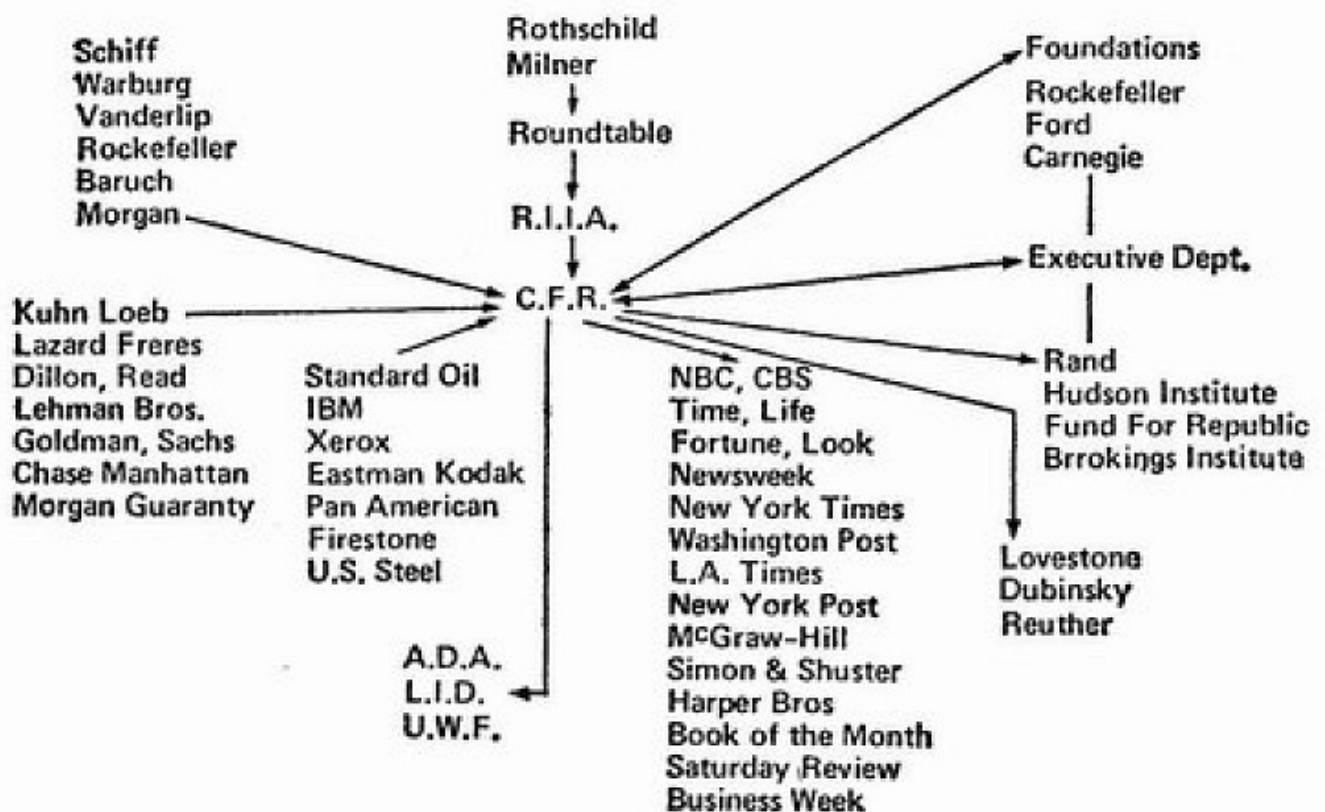 Schiff
Warburg
Vanderlip
Rockefeller
Baruch
Morgan
Rothschild
Milner
Roundtable
R.I.I.A.
C.F.R.
Foundations
Rockefeller
Ford
Carnegie
Executive Dept.
Rand
Hudson Institute
Fund For Republic
Brrokings Institute
Kuhn Loeb
Lazard Freres
Dillon, Read
Lehman Bros.
Goldman, Sachs
Chase Manhattan
Morgan Guaranty
Standard Oil
IBM
Xerox
Eastman Kodak
Pan American
Firestone
U.S. Steel
NBC, CBS
Time, Life
Fortune, Look
Newsweek
New York Times
Washington Post
L.A. Times
New York Post
McGraw-Hill
Simon & Shuster
Harper Bros
Book of the Month
Saturday Review
Business Week
Lovestone
Dubinsky
Reuther
A.D.A.
L.I.D.
U.W.F.